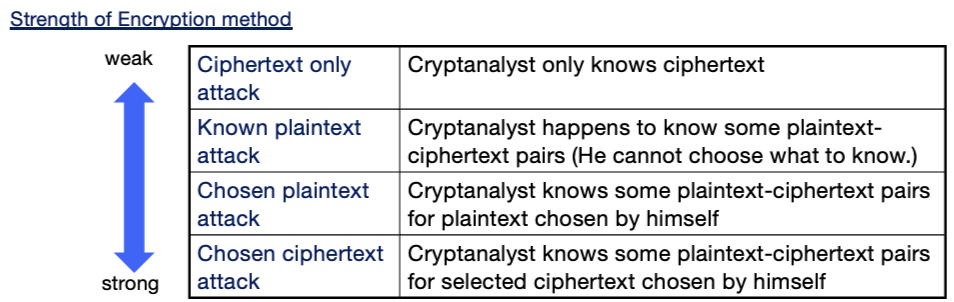 Strength of Encryption method
weak
Ciphertext only
attack
Cryptanalyst only knows ciphertext
Known plaintext
attack
Cryptanalyst happens to know some plaintext-
ciphertext pairs (He cannot choose what to know.)
Chosen plaintext
attack
Cryptanalyst knows some plaintext-ciphertext pairs
for plaintext chosen by himself
Chosen ciphertext
attack
Cryptanalyst knows some plaintext-ciphertext pairs
for selected ciphertext chosen by himself
strong